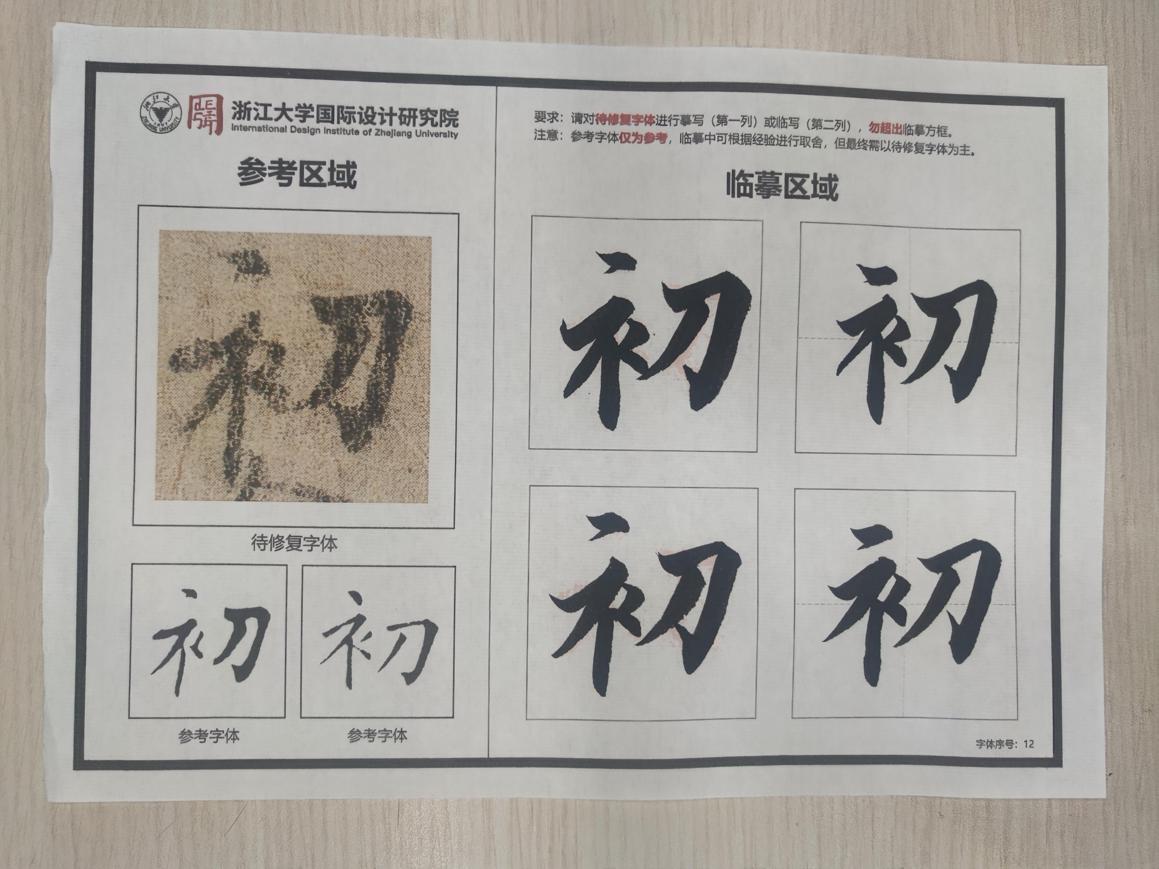 浙江大学国际设计研究院
International Design Institute of Zhejiang University
参考区域
初
待修复字体
初
初
参考字体
参考字体
要求：请对待修复字体进行摹写（第一列）或临写（第二列），勿超出临摹方框。
注意：参考字体仅为参考，临摹中可根据经验进行取舍，但最终需以待修复字体为主。
临摹区域
初
初
初
初
字体序号：12